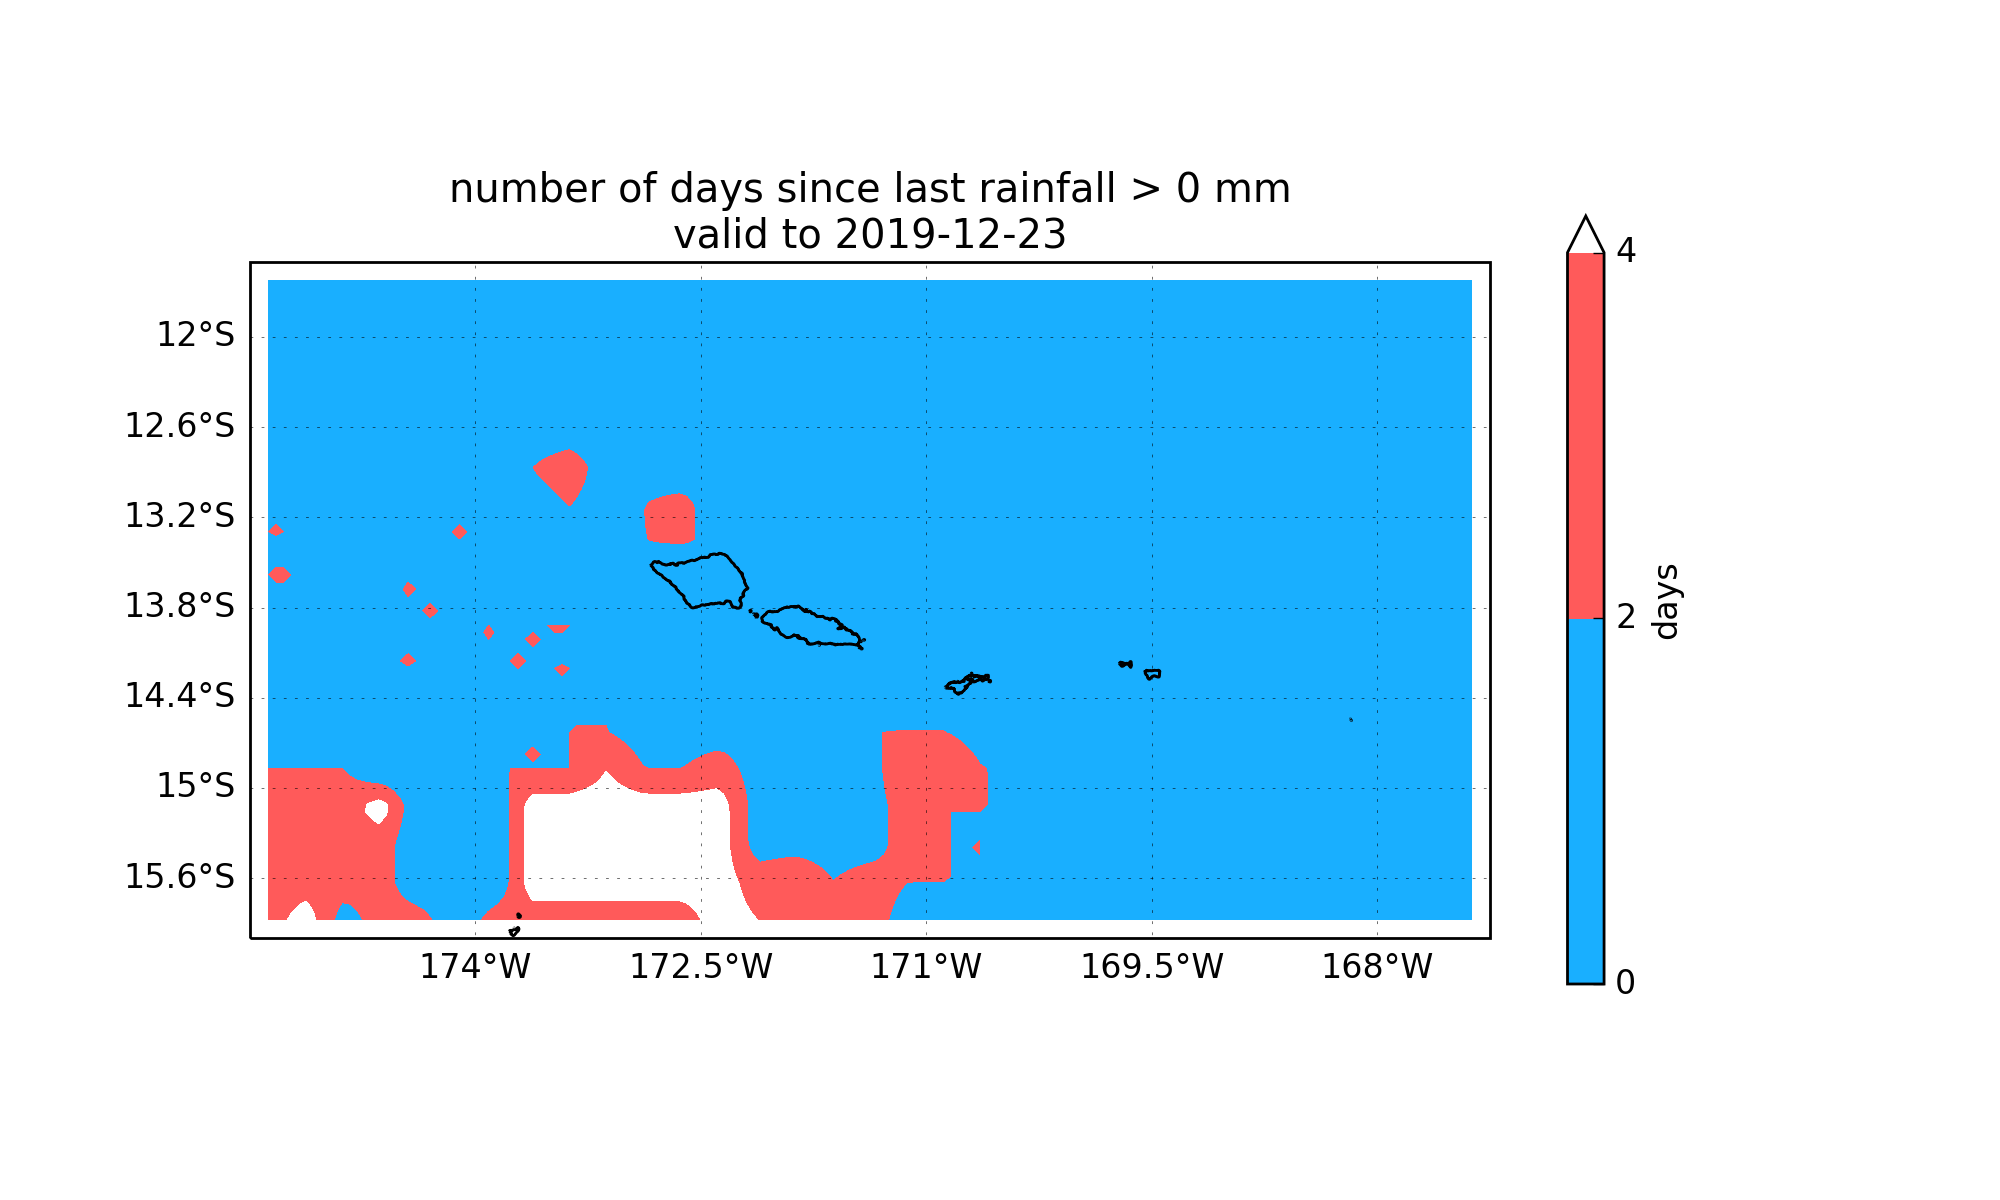 number of days since last rainfall > 0 mm
valid to 2019-12-23
12°S
12.6°S
13.2°S
13.8°S
14.4°S
15°S
15.6°S
174°W
172.5°W
171°W
169.5°W
168°W
4
2
0
days